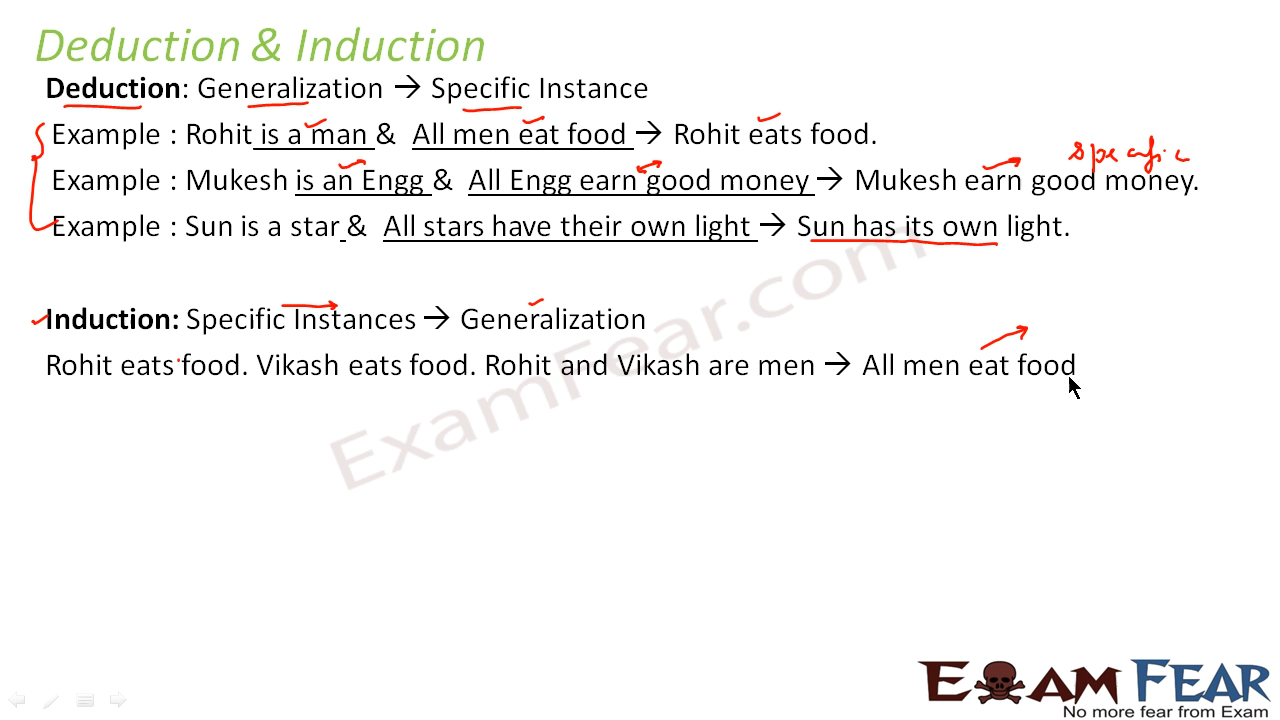 Deduction & Induction
Deduction: Generalization → Specific Instance
Example : Rohit is a man & All men eat food → Rohit eats food.
specific
Example : Mukesh is an Engg & All Engg earn good money → Mukesh earn good money.
Example : Sun is a star & All stars have their own light → Sun has its own light.
Induction: Specific Instances → Generalization
Rohit eats food. Vikash eats food. Rohit and Vikash are men → All men eat food
ExamFear.com
EXAM FEAR
No more fear from Exam